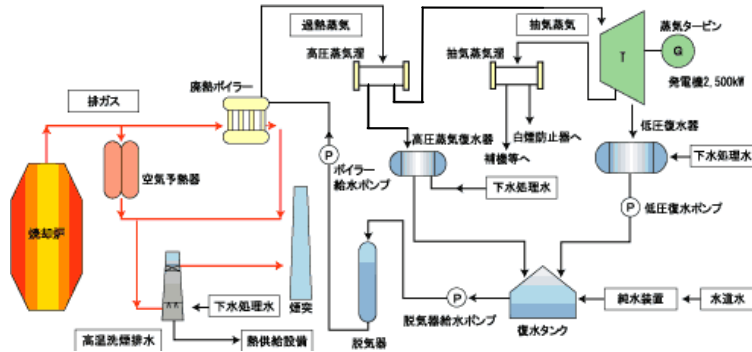 過熱蒸気
抽気蒸気
蒸気タービン
高圧蒸気溜
抽気蒸気溜
T
G
発電機2,500kW
廃熱ボイラー
排ガス
低圧復水器
高圧蒸気復水器
白煙防止器へ
補機等へ
P
ボイラー
給水ポンプ
下水処理水
下水処理水
空気予熱器
P
低圧復水ポンプ
焼却炉
P
純水装置
水道水
下水処理水
煙突
脱気器給水ポンプ
復水タンク
高温洗煙排水
熱供給設備
脱気器